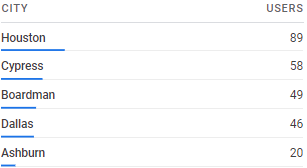 CITY USERS
Houston 89
Cypress 58
Boardman 49
Dallas 46
Ashburn 20